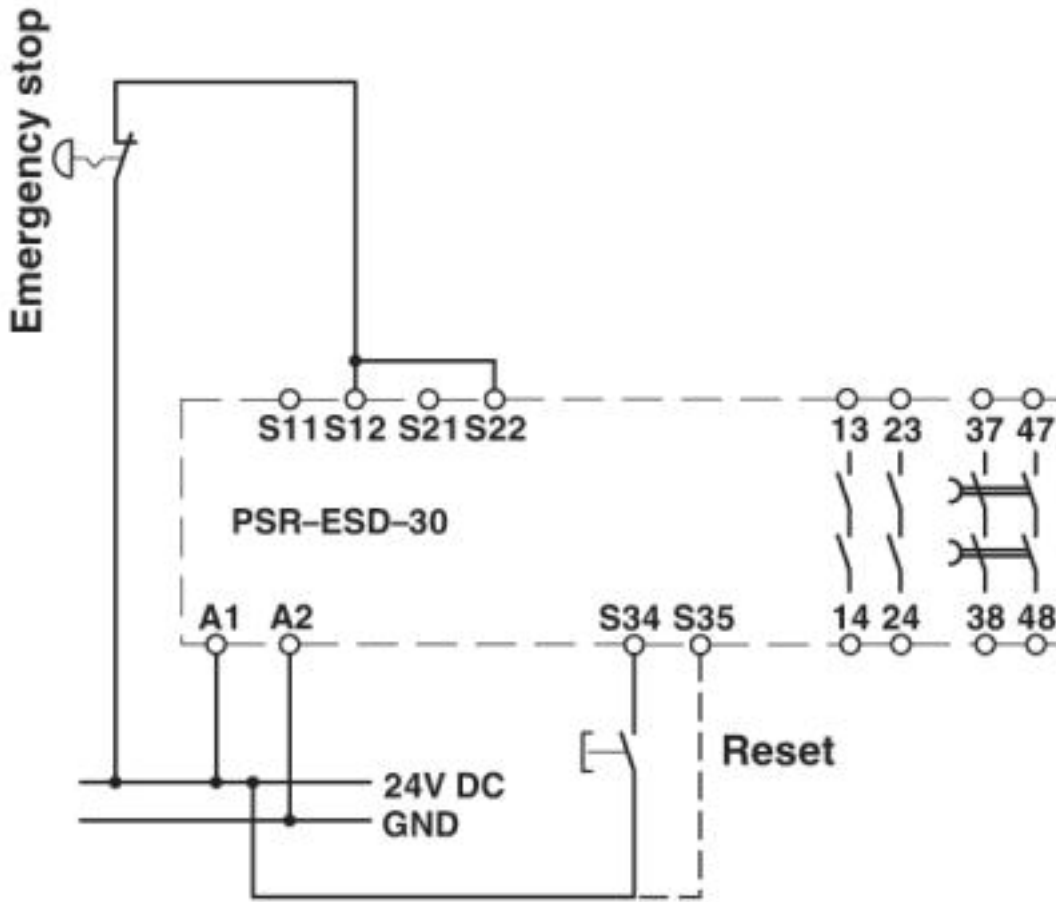 Emergency stop
S11 S12 S21 S22
13 23 37 47
PSR–ESD–30
A1 A2
S34 S35
14 24 38 48
Reset
24V DC
GND